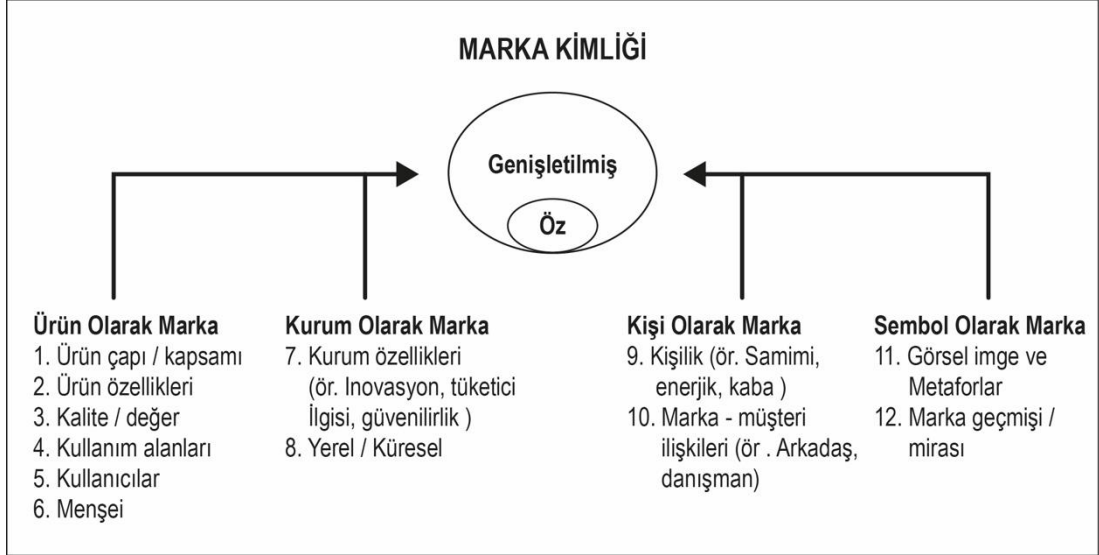 MARKA KİMLİĞİ
Genişletilmiş
Öz
Ürün Olarak Marka
1. Ürün çapı / kapsamı
2. Ürün özellikleri
3. Kalite / değer
4. Kullanım alanları
5. Kullanıcılar
6. Menşei
Kurum Olarak Marka
7. Kurum özellikleri
(ör. Inovasyon, tüketici
İlgisi, güvenilirlik )
8. Yerel / Küresel
Kişi Olarak Marka
9. Kişilik (ör. Samimi,
enerjik, kaba )
10. Marka - müşteri
ilişkileri (ör . Arkadaş,
danışman)
Sembol Olarak Marka
11. Görsel imge ve
Metaforlar
12. Marka geçmişi /
mirası